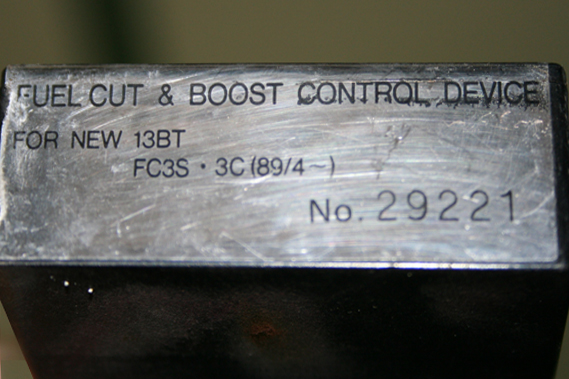 FUEL CUT & BOOST CONTROL DEVICE
FOR NEW 13BT
FC3S・3C (89/4~)
No. 29221